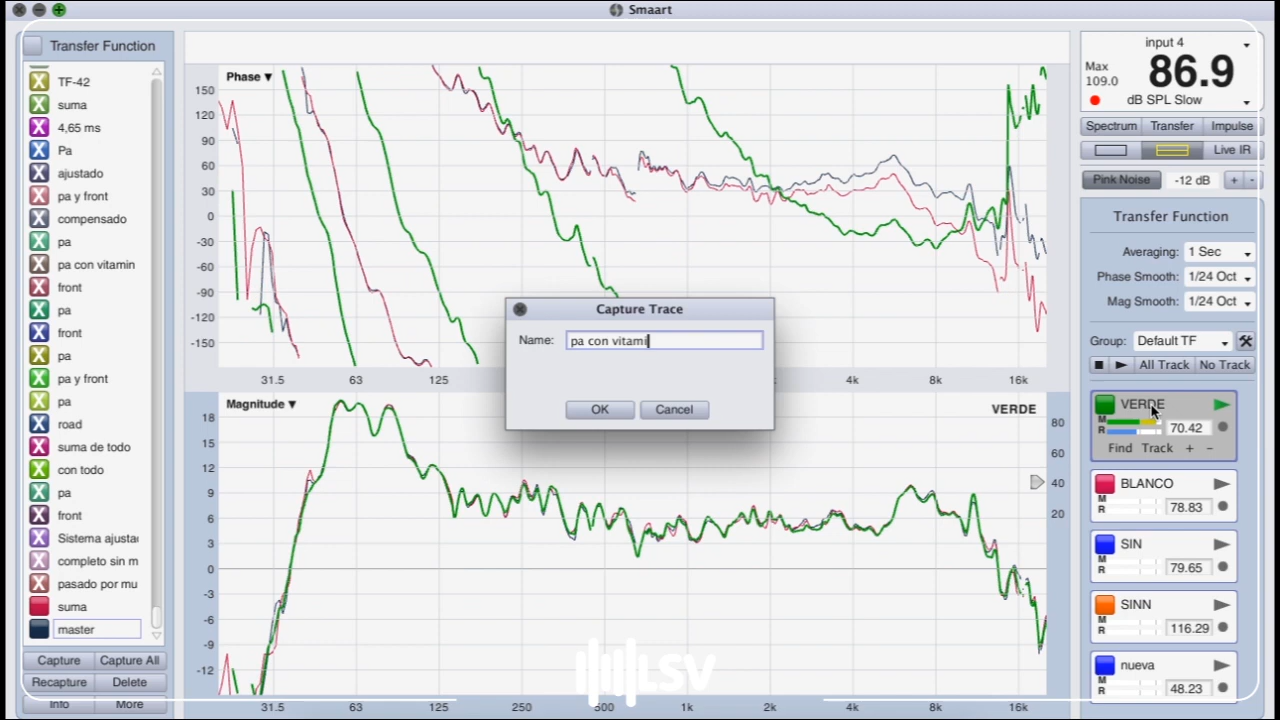 Smaart
Transfer Function
TF-42
suma
4,65 ms
Pa
ajustado
pa y front
compensado
pa
pa con vitamin
front
pa
front
pa
pa y front
pa
road
suma de todo
con todo
pa
front
Sistema ajusta
completo sin m
pasado por mu
suma
master
Capture Capture All
Recapture Delete
Info More
Phase ▼
150
120
90
60
30
0
-30
-60
-90
-120
-150
31.5 63 125 4k 8k 16k
Capture Trace
Name: pa con vitami
OK Cancel
Magnitude ▼ VERDE
18
15
12
9
6
3
0
-3
-6
-9
-12
80
60
40
20
31.5 63 125 250 500 1k 2k 4k 8k 16k
LSV
input 4
Max
109.0
86.9
dB SPL Slow
Spectrum Transfer Impulse
Live IR
Pink Noise -12 dB + -
Transfer Function
Averaging: 1 Sec
Phase Smooth: 1/24 Oct
Mag Smooth: 1/24 Oct
Group: Default TF
All Track No Track
VERDE
M
R 70.42
Find Track + -
BLANCO
M
R 78.83
SIN
M
R 79.65
SINN
M
R 116.29
nueva
M
R 48.23